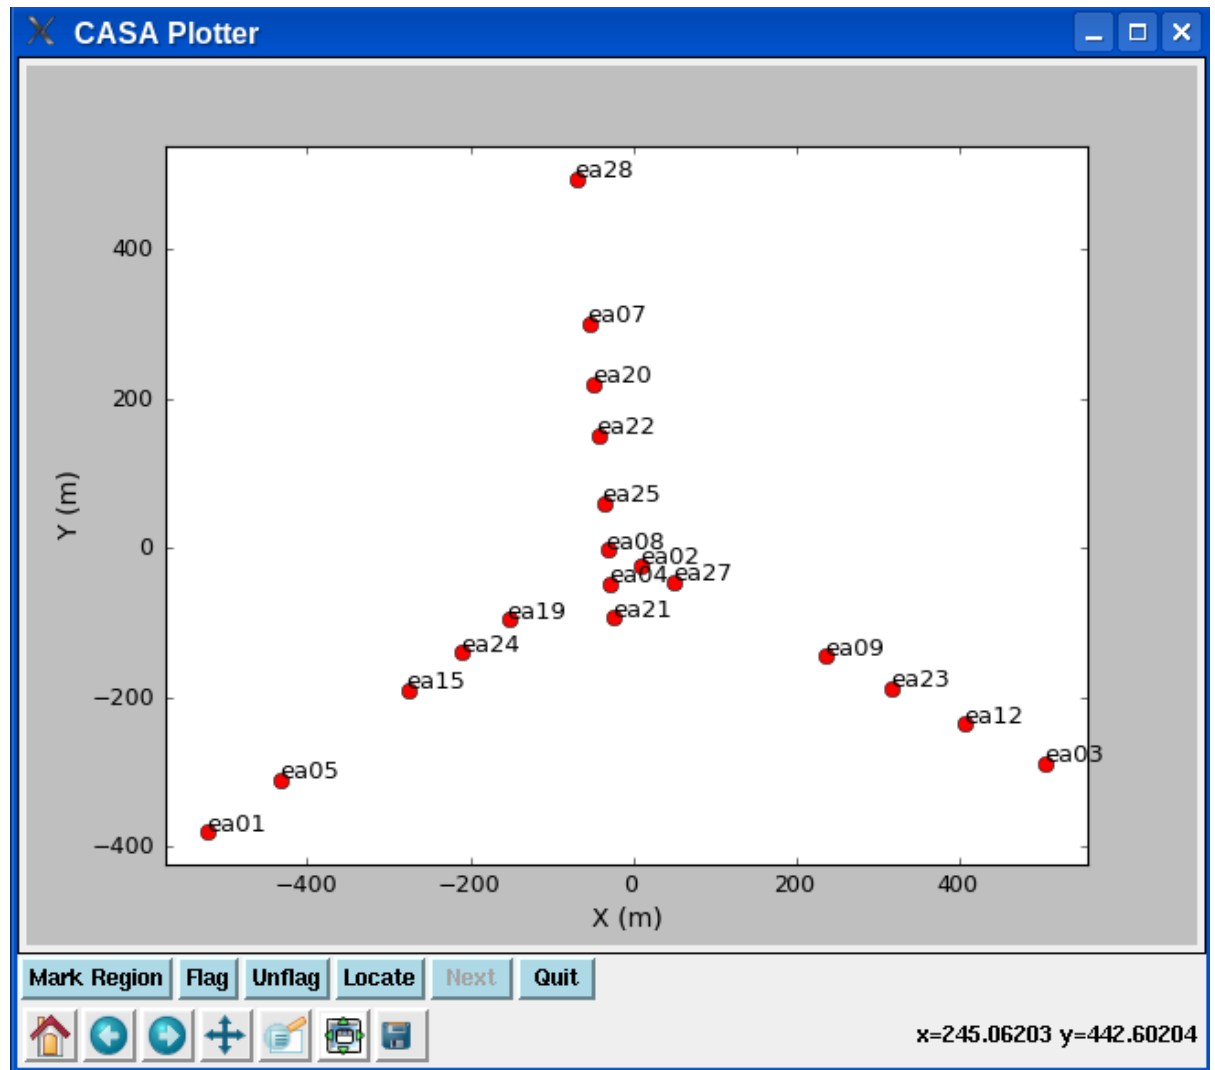 CASA Plotter
ea28
400
ea07
ea20
200
ea22
ea25
Y (m)
0
ea08
ea02
ea04
ea27
ea19
ea21
ea24
ea09
ea15
ea23
−200
ea12
ea03
ea05
ea01
−400
−400 −200 0 200 400
X (m)
Mark Region Flag Unflag Locate Next Quit
x=245.06203 y=442.60204